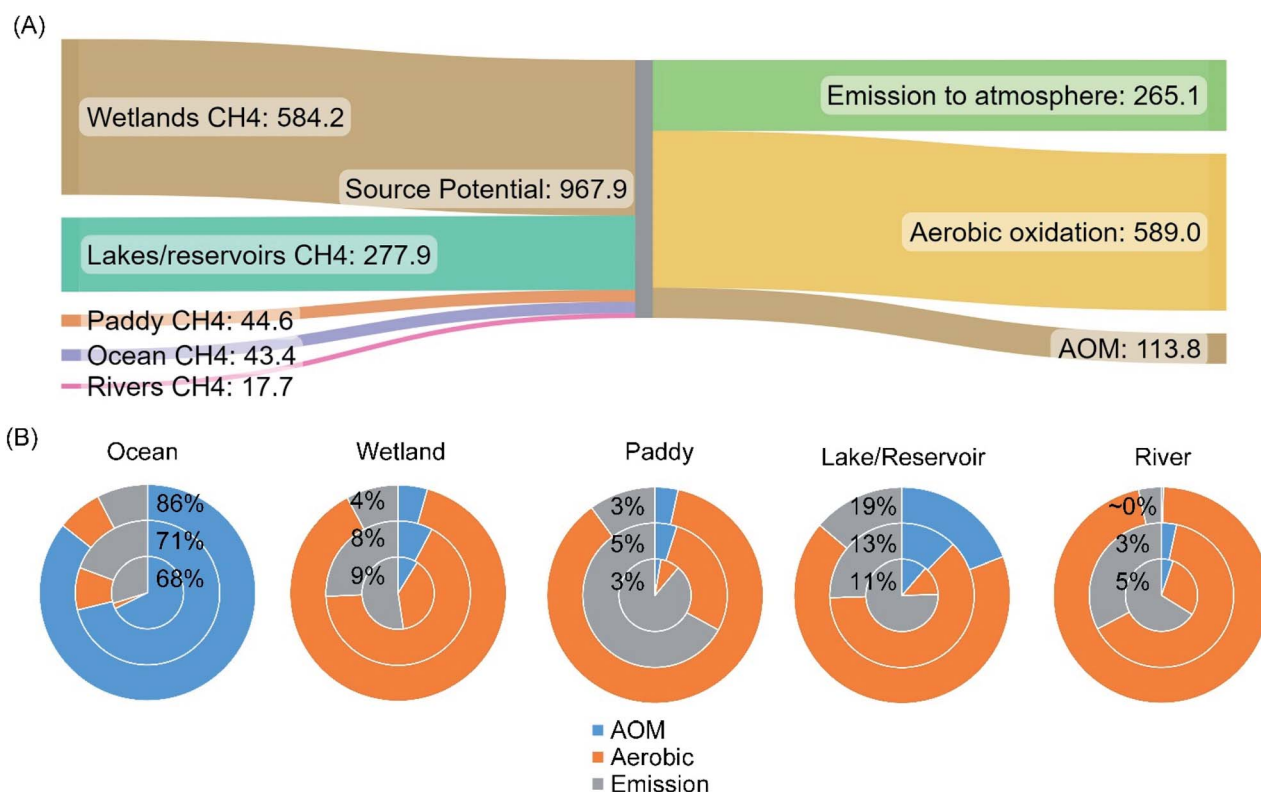 (A)
Wetlands CH4: 584.2
Source Potential: 967.9
Lakes/reservoirs CH4: 277.9
Paddy CH4: 44.6
Ocean CH4: 43.4
Rivers CH4: 17.7
Emission to atmosphere: 265.1
Aerobic oxidation: 589.0
AOM: 113.8
(B)
Ocean
86%
71%
68%
Wetland
4%
8%
9%
Paddy
3%
5%
3%
Lake/Reservoir
19%
13%
11%
River
~0%
3%
5%
AOM
Aerobic
Emission